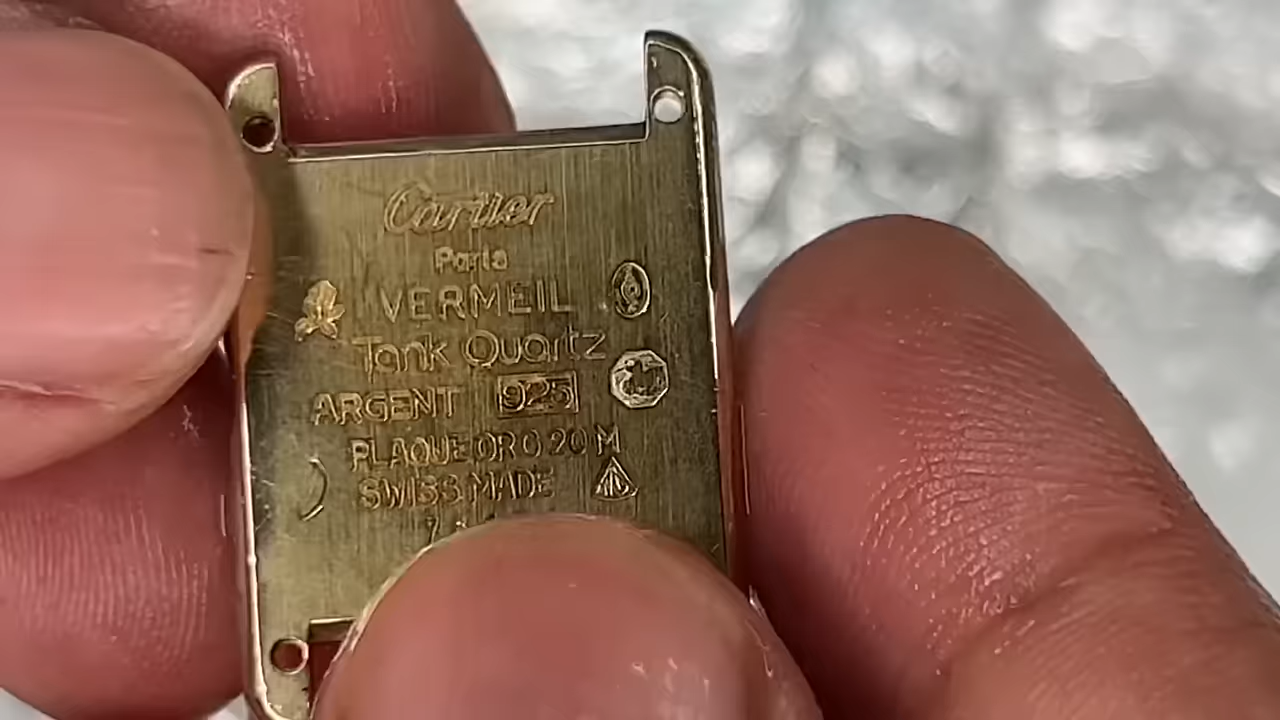 Cartier
Paris
VERMEIL
Tank Quartz
ARGENT 925
PLAQUE OR G 20 M
SWISS MADE